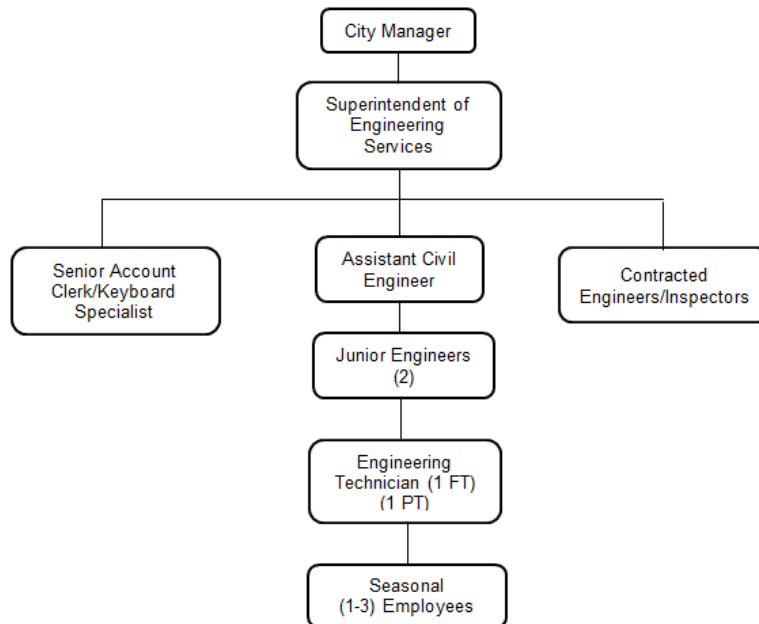 City Manager
Superintendent of
Engineering
Services
Senior Account
Clerk/Keyboard
Specialist
Assistant Civil
Engineer
Contracted
Engineers/Inspectors
Junior Engineers
(2)
Engineering
Technician (1 FT)
(1 PT)
Seasonal
(1-3) Employees